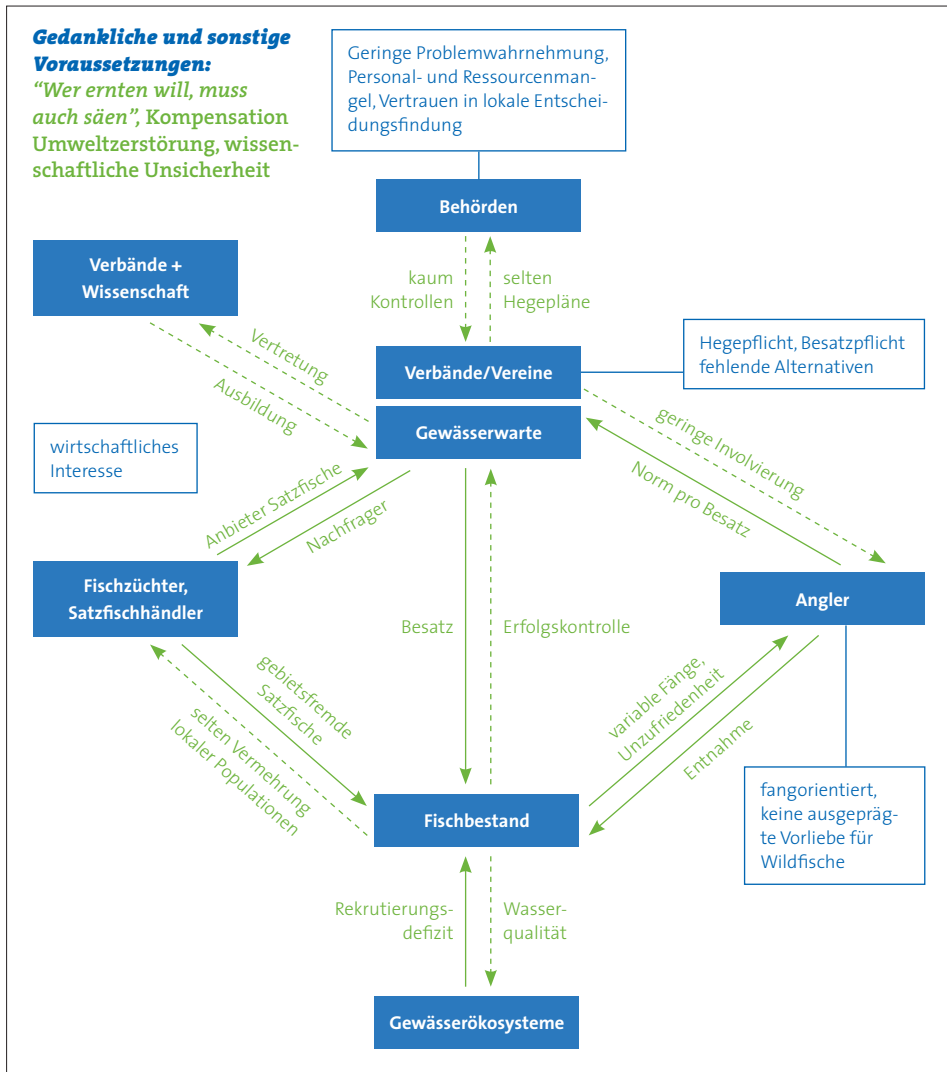 Gedankliche und sonstige
Voraussetzungen:
“Wer ernten will, muss
auch säen”, Kompensation
Umweltzerstörung, wissen-
schaftliche Unsicherheit
Geringe Problemwahrnehmung,
Personal- und Ressourcenman-
gel, Vertrauen in lokale Entschei-
dungsfindung
Behörden
Verbände +
Wissenschaft
kaum
Kontrollen
selten
Hegepläne
Vertretung
Ausbildung
Verbände/Vereine
Gewässerwarte
Hegepflicht, Besatzpflicht
fehlende Alternativen
wirtschaftliches
Interesse
geringe Involvierung
Norm pro Besatz
Anbieter Satzfische
Nachfrager
Fischzüchter,
Satzfischhändler
Besatz
Erfolgskontrolle
Angler
gebietsfremde
Satzfische
selten Vermehrung
lokaler Populationen
variable Fänge,
Unzufriedenheit
Entnahme
fangorientiert,
keine ausgepräg-
te Vorliebe für
Wildfische
Fischbestand
Rekrutierungs-
defizit
Wasser-
qualität
Gewässerökosysteme